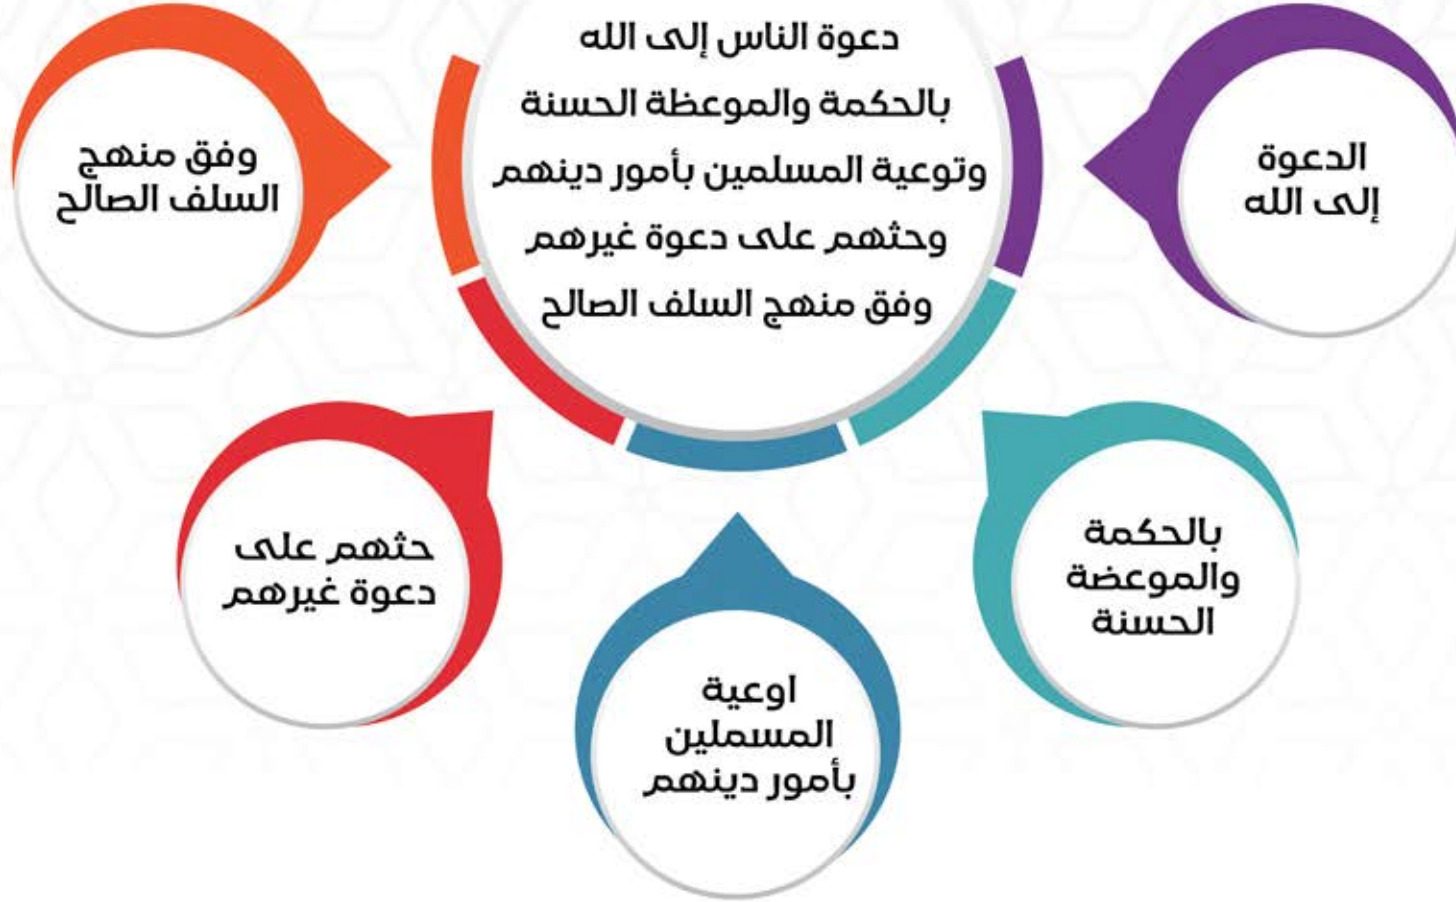 دعوة الناس إلى الله
بالحكمة والموعظة الحسنة
وتوعية المسلمين بأمور دينهم
وحثهم على دعوة غيرهم
وفق منهج السلف الصالح
الدعوة
إلى الله
بالحكمة
والموعضة
الحسنة
اوعية
المسملين
بأمور دينهم
حثهم على
دعوة غيرهم
وفق منهج
السلف الصالح